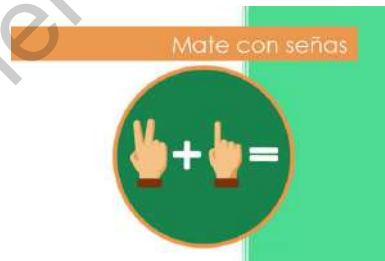 Mate con señas
+ =